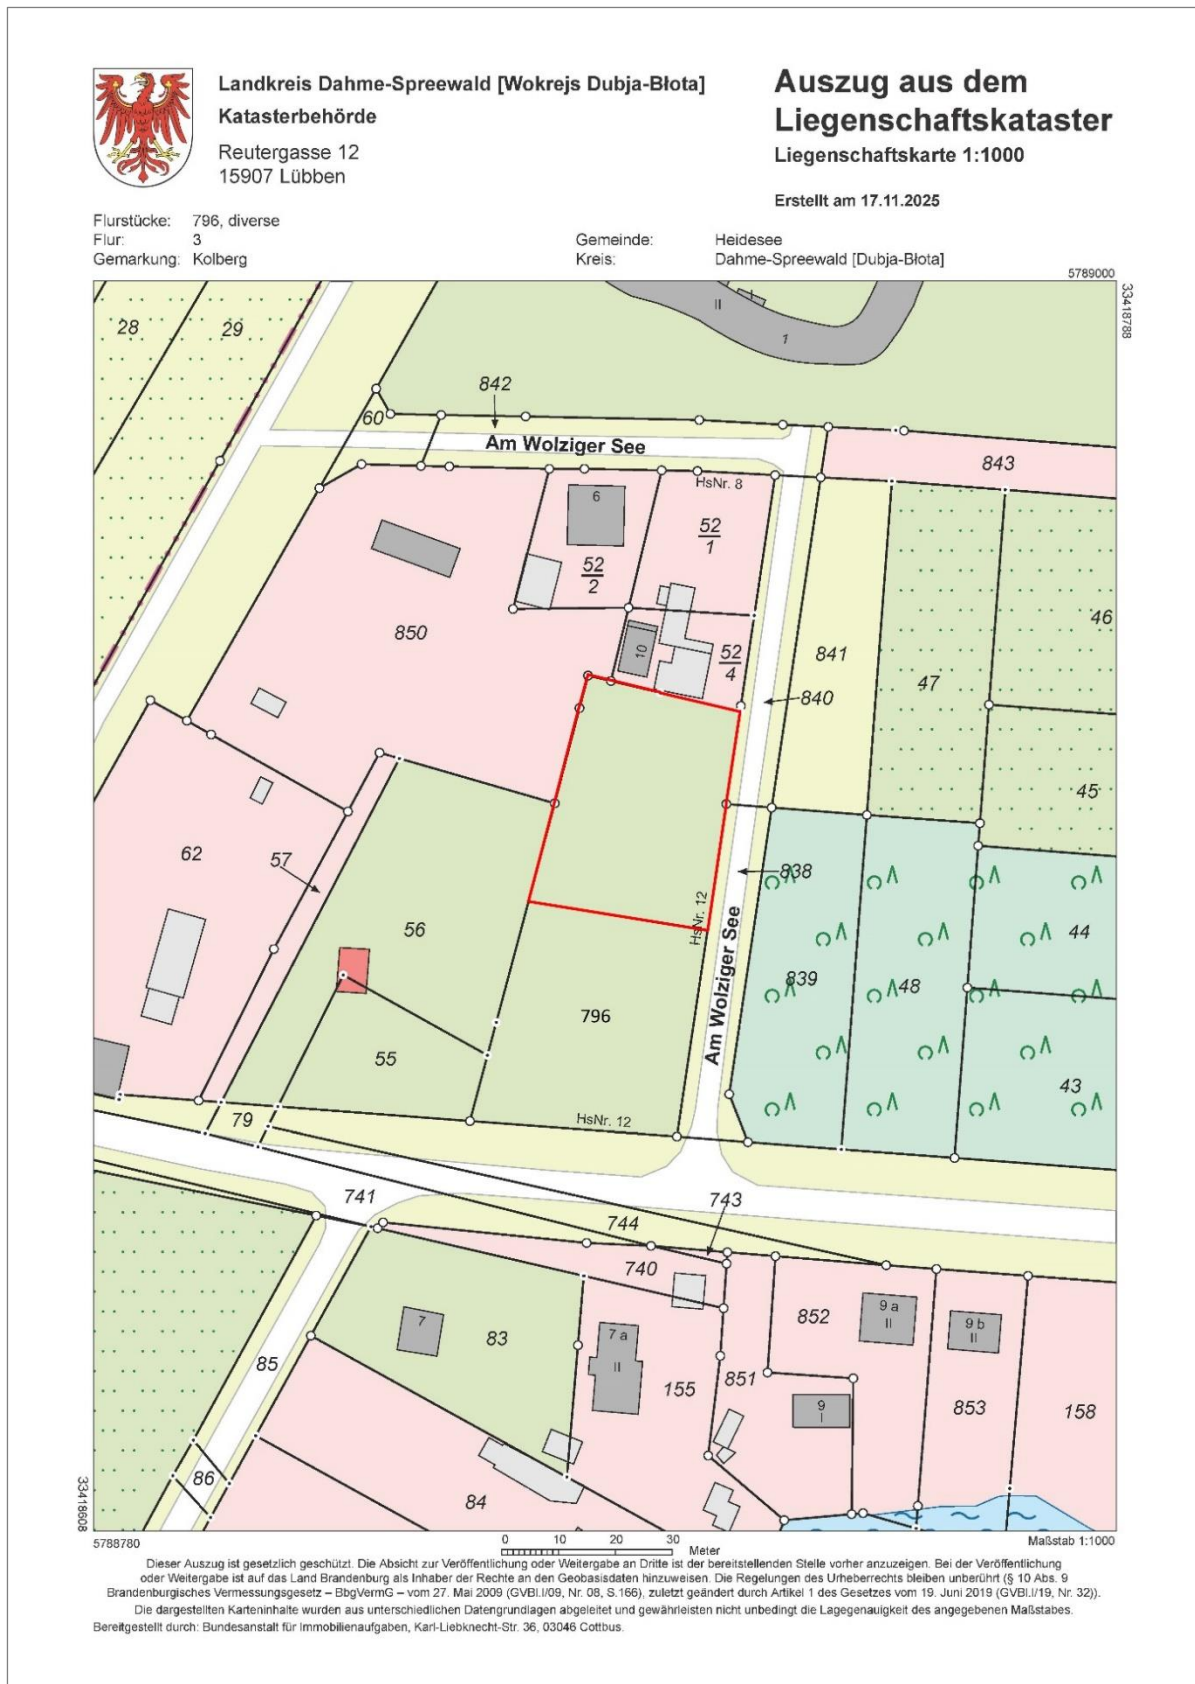 Landkreis Dahme-Spreewald [Wokrejs Dubja-Błota]
Katasterbehörde
Reutergasse 12
15907 Lübben
Auszug aus dem
Liegenschaftskataster
Liegenschaftskarte 1:1000
Erstellt am 17.11.2025
Flurstücke: 796, diverse
Flur: 3
Gemarkung: Kolberg
Gemeinde: Heidesee
Kreis: Dahme-Spreewald [Dubja-Błota]
5789000
33418788
28
29
II
1
842
60
Am Wolziger See
843
HsNr. 8
6
52
1
52
2
46
850
10
52
4
841
47
840
45
62
57
838
56
HsNr. 12
44
Am Wolziger See
839
48
796
55
43
79
HsNr. 12
741
743
744
740
852
9 a
II
9 b
II
7
83
7 a
II
85
155
851
9
I
853
158
86
84
33418608
5788780
0 10 20 30
Meter
Maßstab 1:1000
Dieser Auszug ist gesetzlich geschützt. Die Absicht zur Veröffentlichung oder Weitergabe an Dritte ist der bereitstellenden Stelle vorher anzuzeigen. Bei der Veröffentlichung
oder Weitergabe ist auf das Land Brandenburg als Inhaber der Rechte an den Geobasisdaten hinzuweisen. Die Regelungen des Urheberrechts bleiben unberührt (§ 10 Abs. 9
Brandenburgisches Vermessungsgesetz – BbgVermG – vom 27. Mai 2009 (GVBl.I/09, Nr. 08, S.166), zuletzt geändert durch Artikel 1 des Gesetzes vom 19. Juni 2019 (GVBl.I/19, Nr. 32)).
Die dargestellten Karteninhalte wurden aus unterschiedlichen Datengrundlagen abgeleitet und gewährleisten nicht unbedingt die Lagegenauigkeit des angegebenen Maßstabes.
Bereitgestellt durch: Bundesanstalt für Immobilienaufgaben, Karl-Liebknecht-Str. 36, 03046 Cottbus.